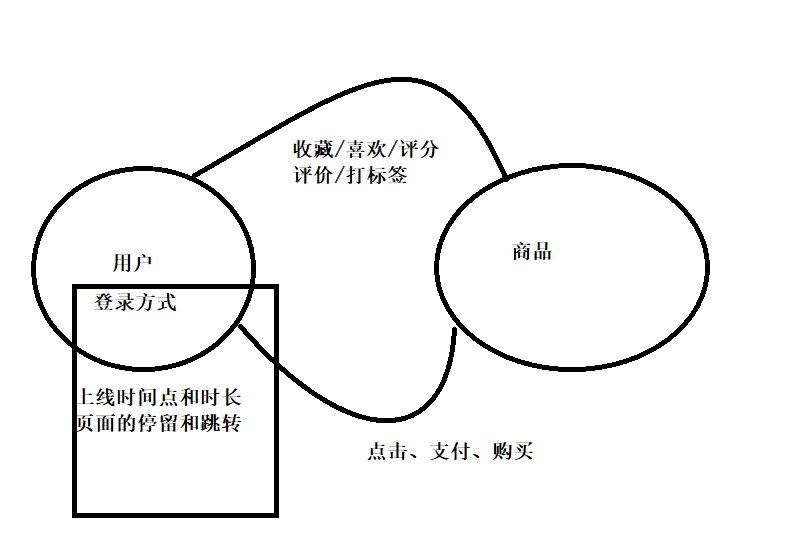 收藏/喜欢/评分
评价/打标签
用户
商品
登录方式
上线时间点和时长
页面的停留和跳转
点击、支付、购买